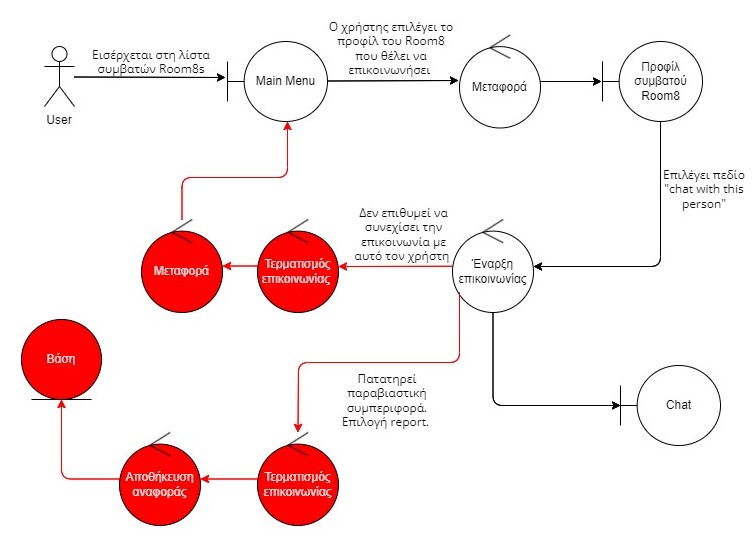 Εισέρχεται στη λίστα
συμβατών Room8s
User
Main Menu
Ο χρήστης επιλέγει το
προφίλ του Room8
που θέλει να
επικοινωνήσει
Μεταφορά
Προφίλ
συμβατού
Room8
Επιλέγει πεδίο
"chat with this
person"
Έναρξη
επικοινωνίας
Δεν επιθυμεί να
συνεχίσει την
επικοινωνία με
αυτό τον χρήστη
Τερματισμός
επικοινωνίας
Μεταφορά
Chat
Πατατηρεί
παραβιαστική
συμπεριφορά.
Επιλογή report.
Τερματισμός
επικοινωνίας
Αποθήκευση
αναφοράς
Βάση